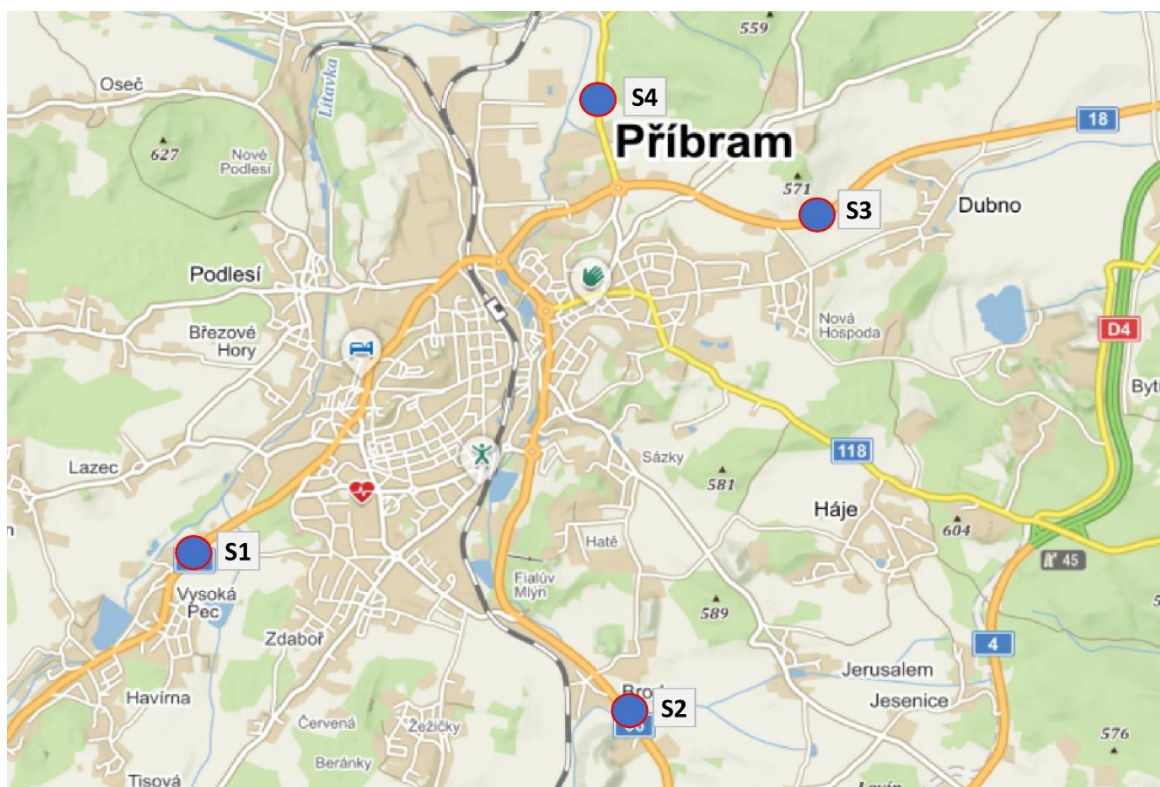 559
Oseč
Litavka
S4
Příbram
18
627
Nové
Podlesí
571
S3
Dubno
Podlesí
Březové
Hory
Nová
Hospoda
D4
Lazec
Sázky
118
581
Háje
604
S1
Hatě
45
Vysoká
Pec
Fialův
Mlýn
589
Zdaboř
4
Jerusalem
Jesenice
Havírna
S2
Červená
Žežičky
576
Beránky
Tisová